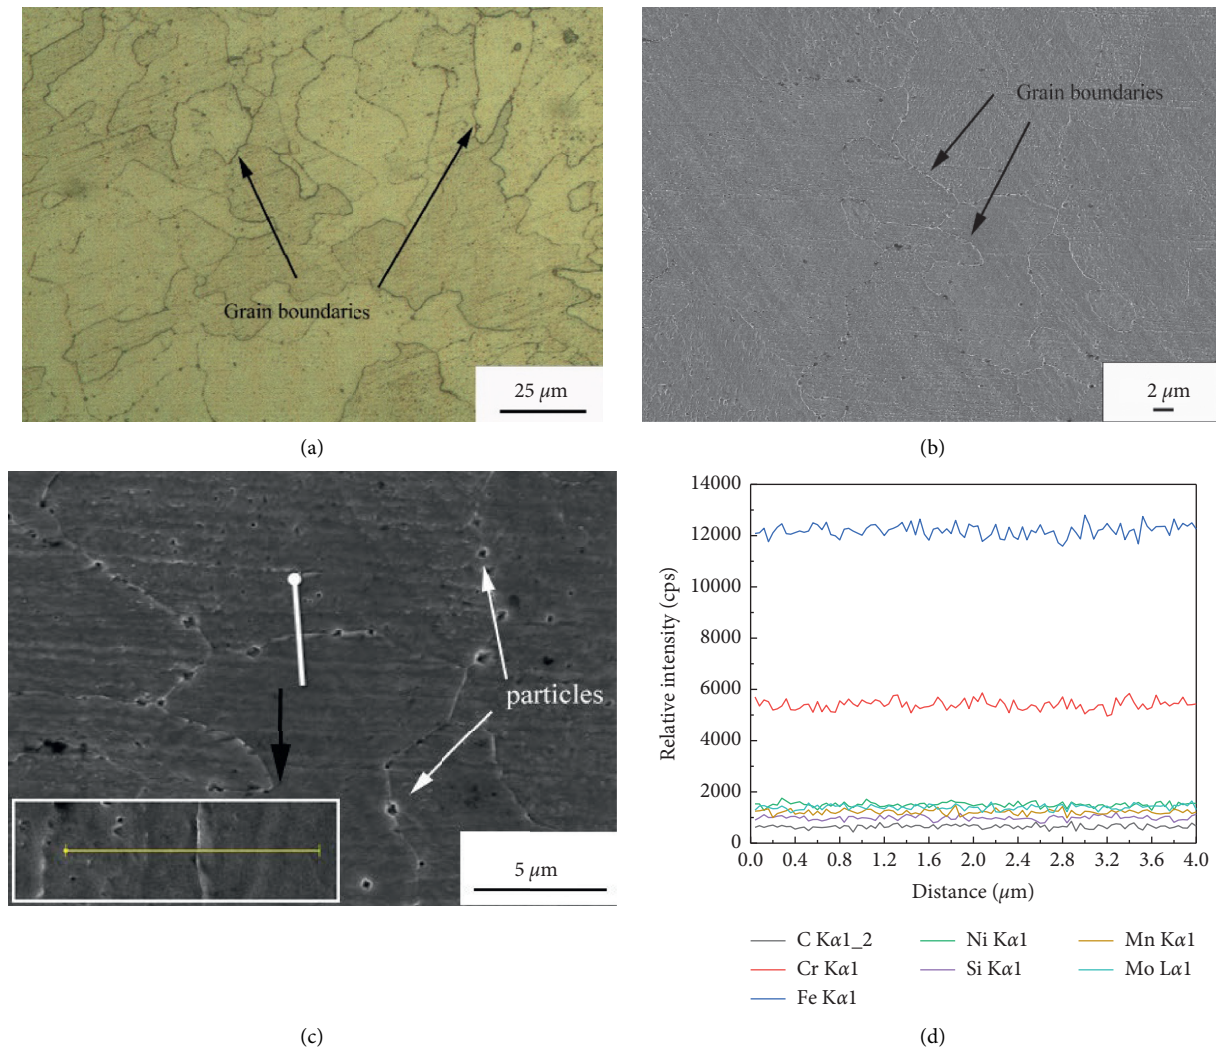 Grain boundaries
25 μm
(a)
Grain boundaries
2 μm
(b)
particles
5 μm
(c)
14000
12000
10000
8000
6000
4000
2000
0
Relative intensity (cps)
0.0 0.4 0.8 1.2 1.6 2.0 2.4 2.8 3.2 3.6 4.0
Distance (μm)
C Kα1_2 Ni Kα1 Mn Kα1
Cr Kα1 Si Kα1 Mo Lα1
Fe Kα1
(d)